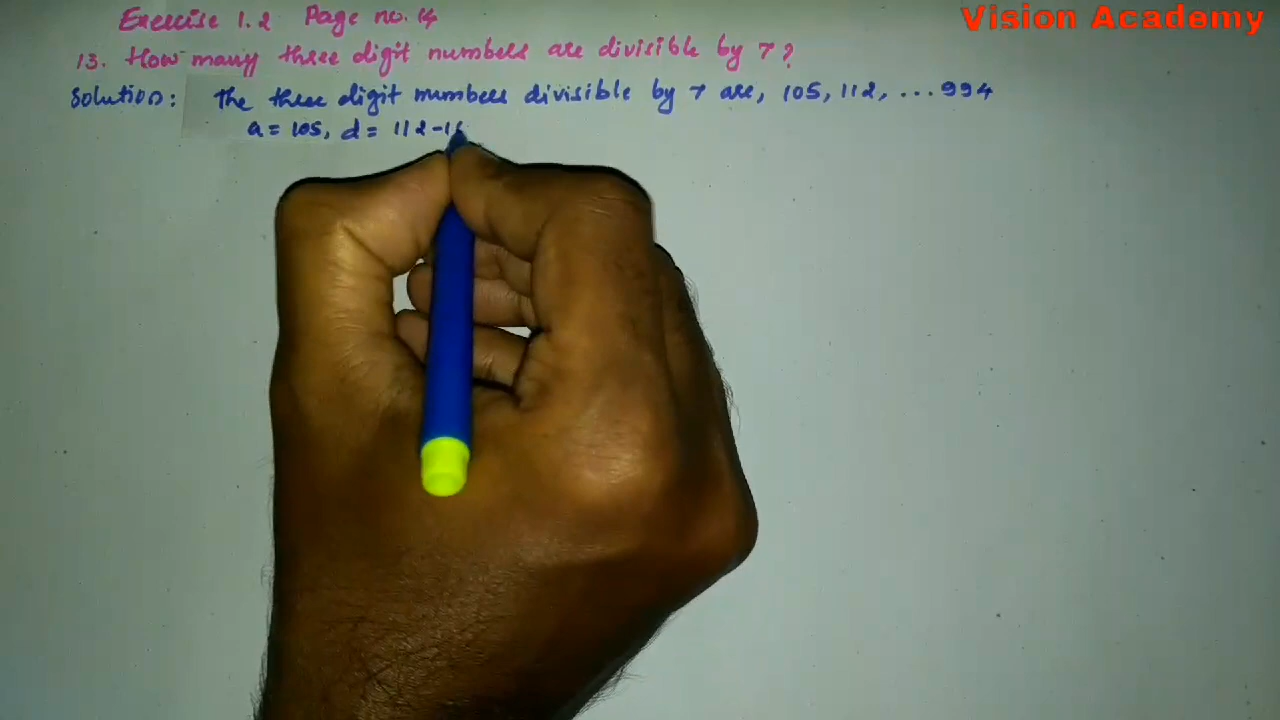 Exercise 1.2 Page no. 14
Vision Academy
13. How many three digit numbers are divisible by 7?
Solution: The three digit numbers divisible by 7 are, 105, 112, ... 994
a = 105, d = 112 - 1